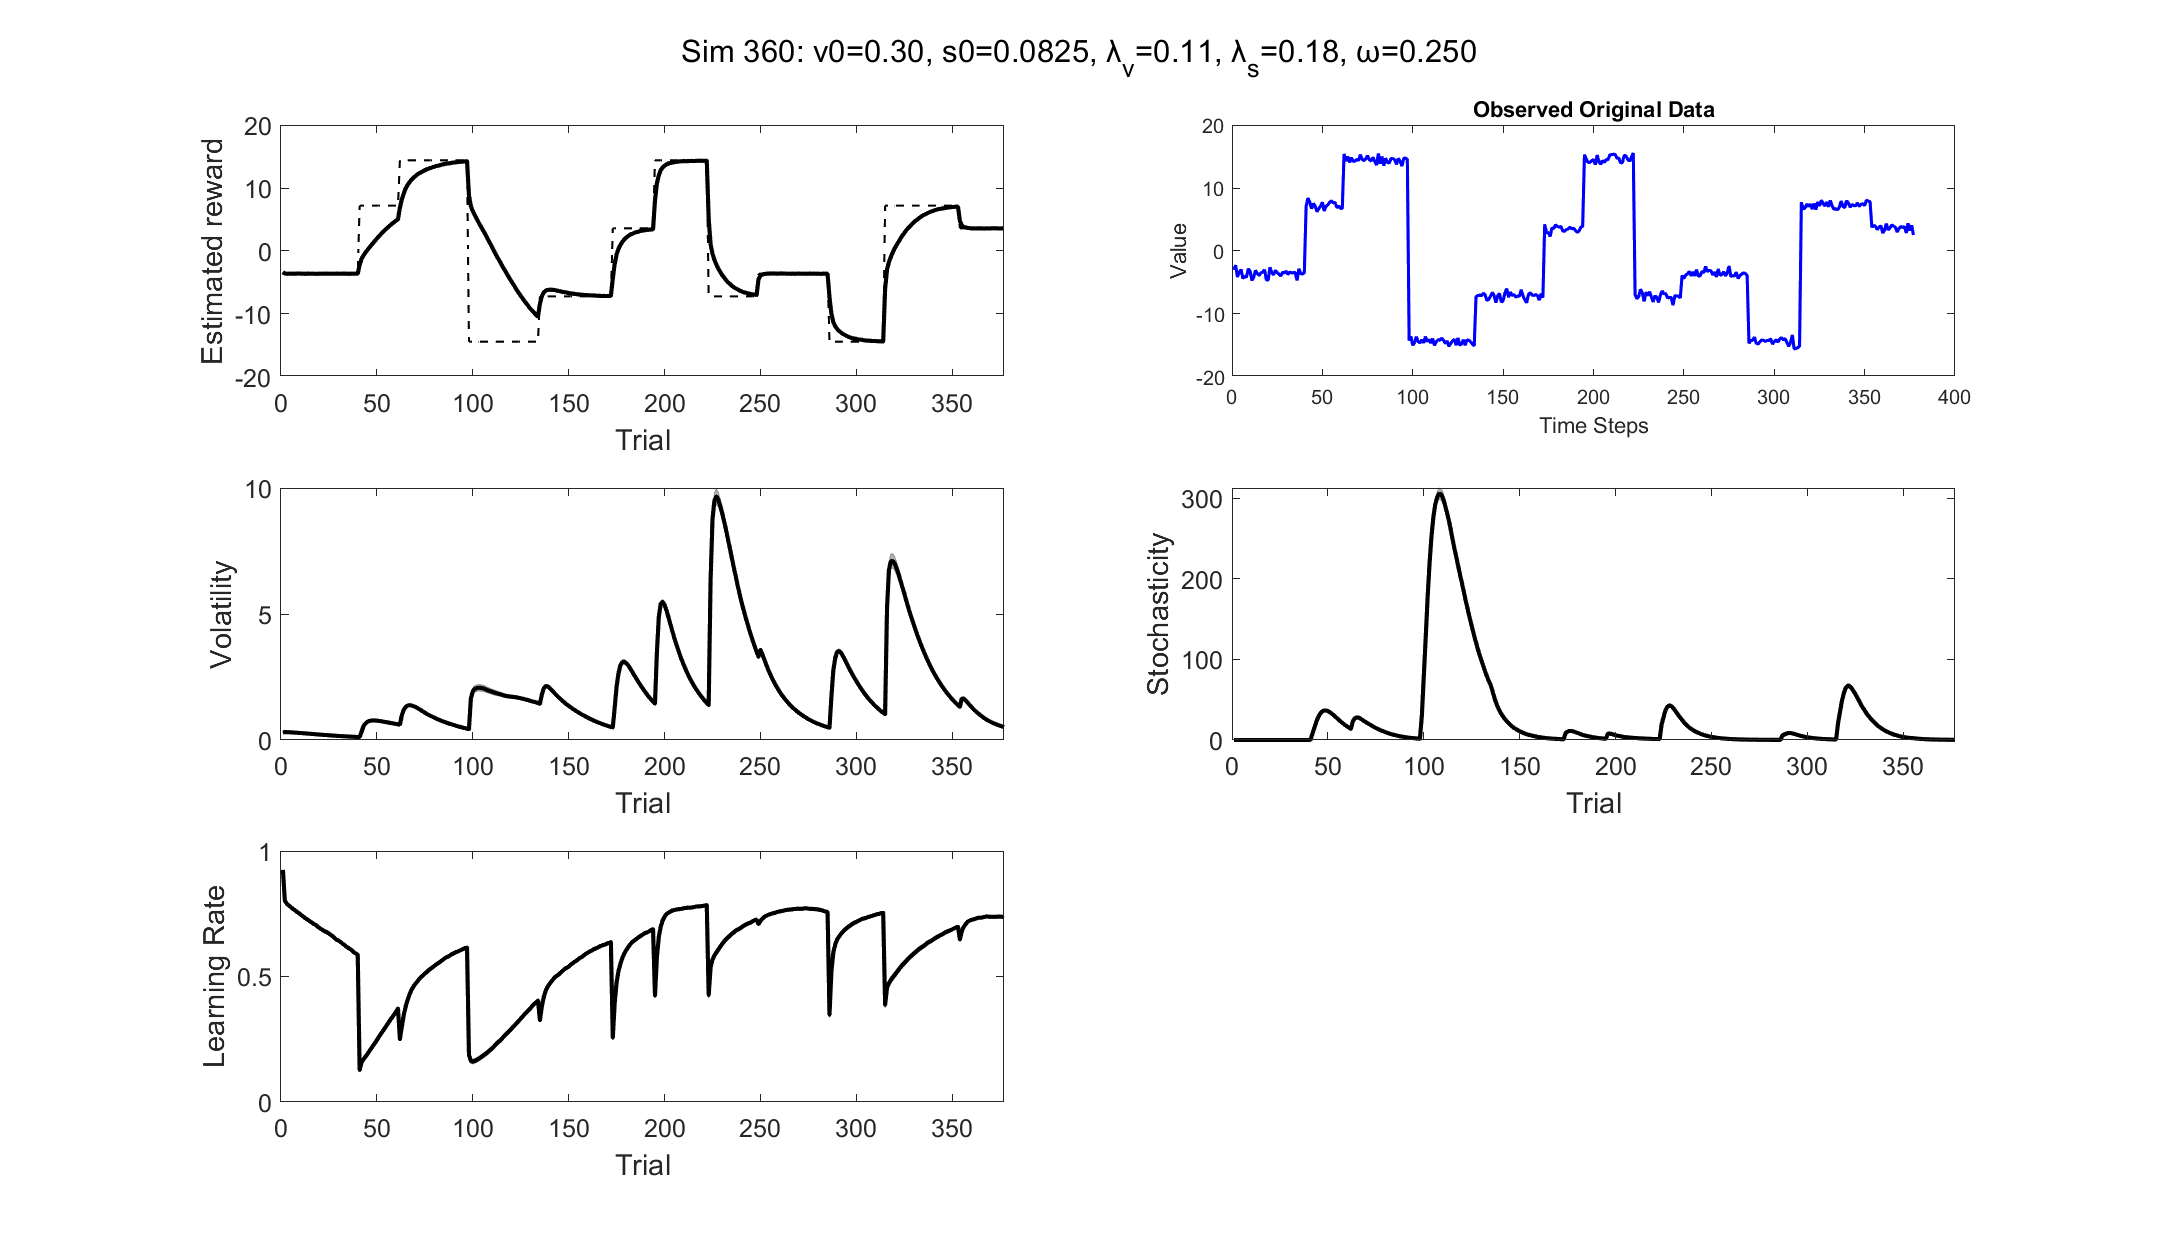 Sim 360: v0=0.30, s0=0.0825, λv=0.11, λs=0.18, ω=0.250
Estimated reward
20
10
0
-10
-20
0 50 100 150 200 250 300 350
Trial
Observed Original Data
Value
20
10
0
-10
-20
0 50 100 150 200 250 300 350 400
Time Steps
Volatility
10
5
0
0 50 100 150 200 250 300 350
Trial
Stochasticity
300
200
100
0
0 50 100 150 200 250 300 350
Trial
Learning Rate
1
0.5
0
0 50 100 150 200 250 300 350
Trial